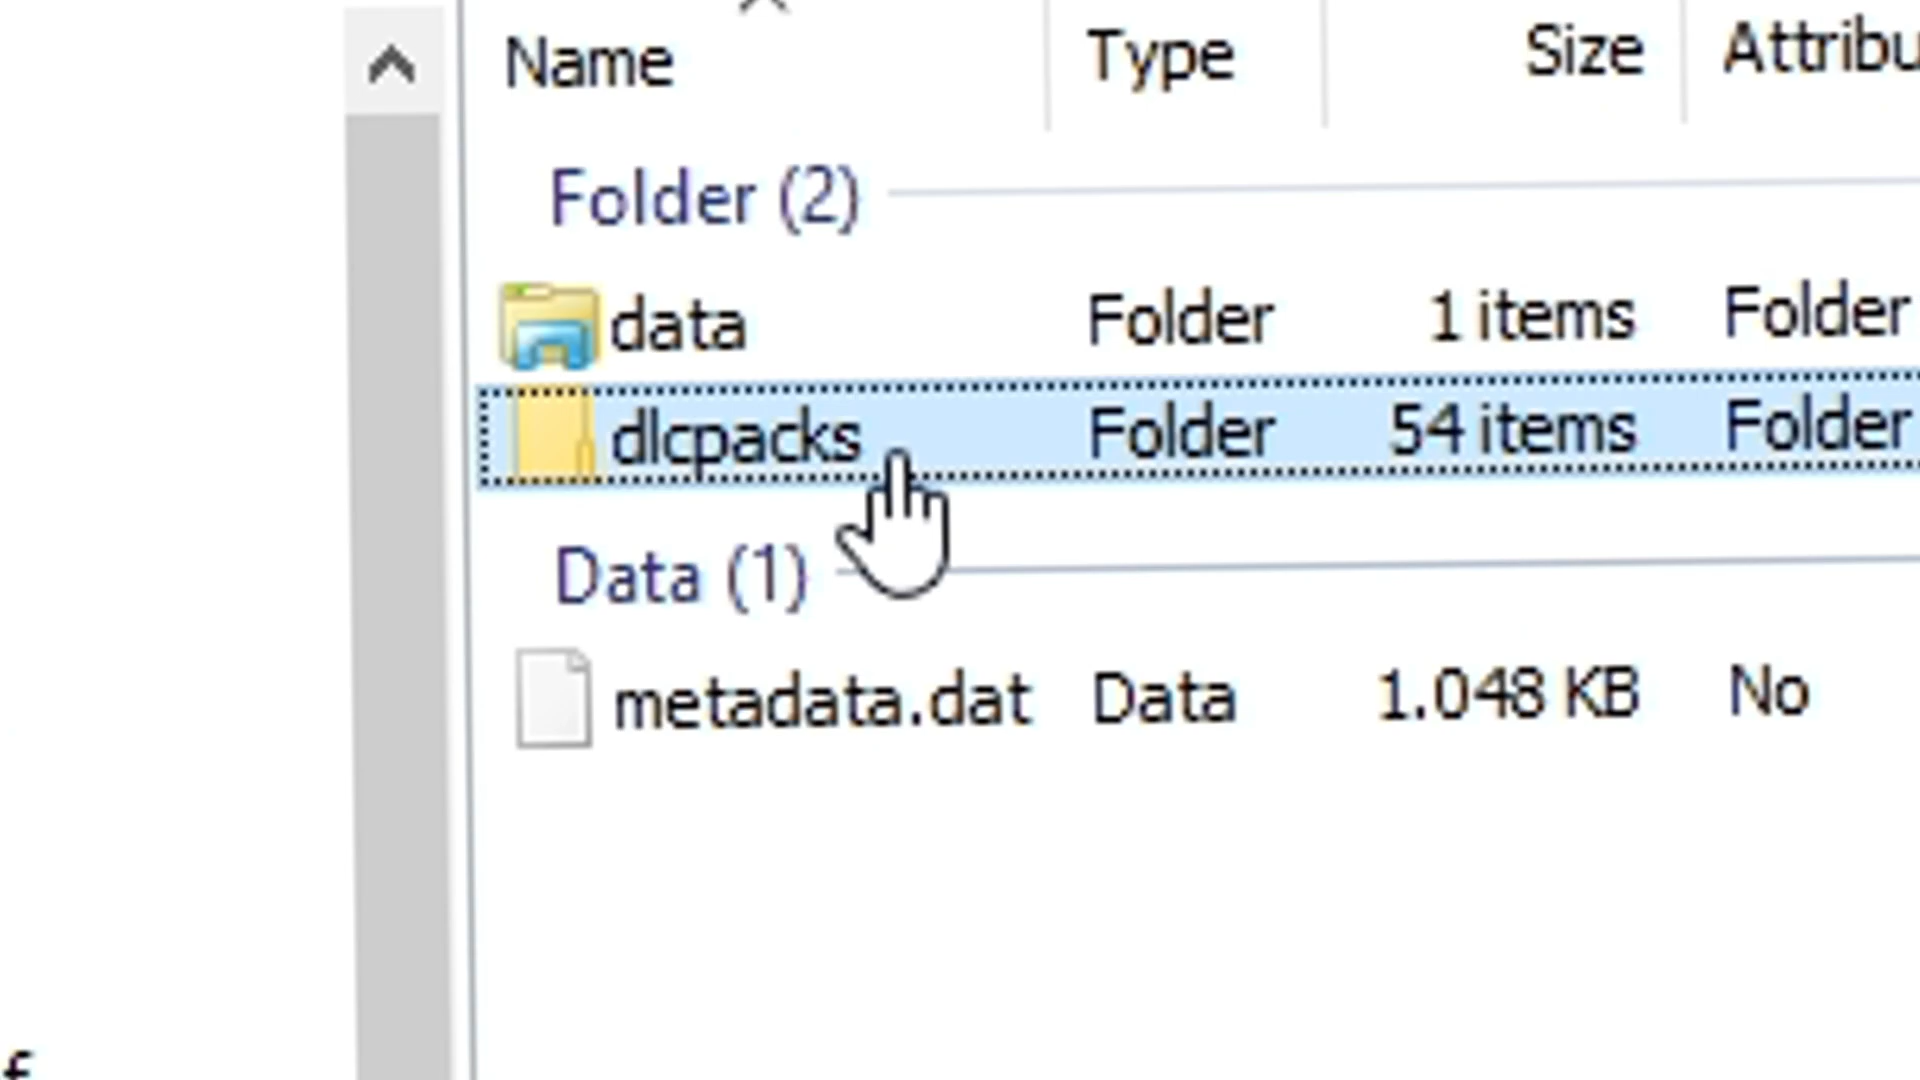 Name Type Size Attribu
Folder (2)
data Folder 1 items Folder
dlcpacks Folder 54 items Folder
Data (1)
metadata.dat Data 1.048 KB No
f